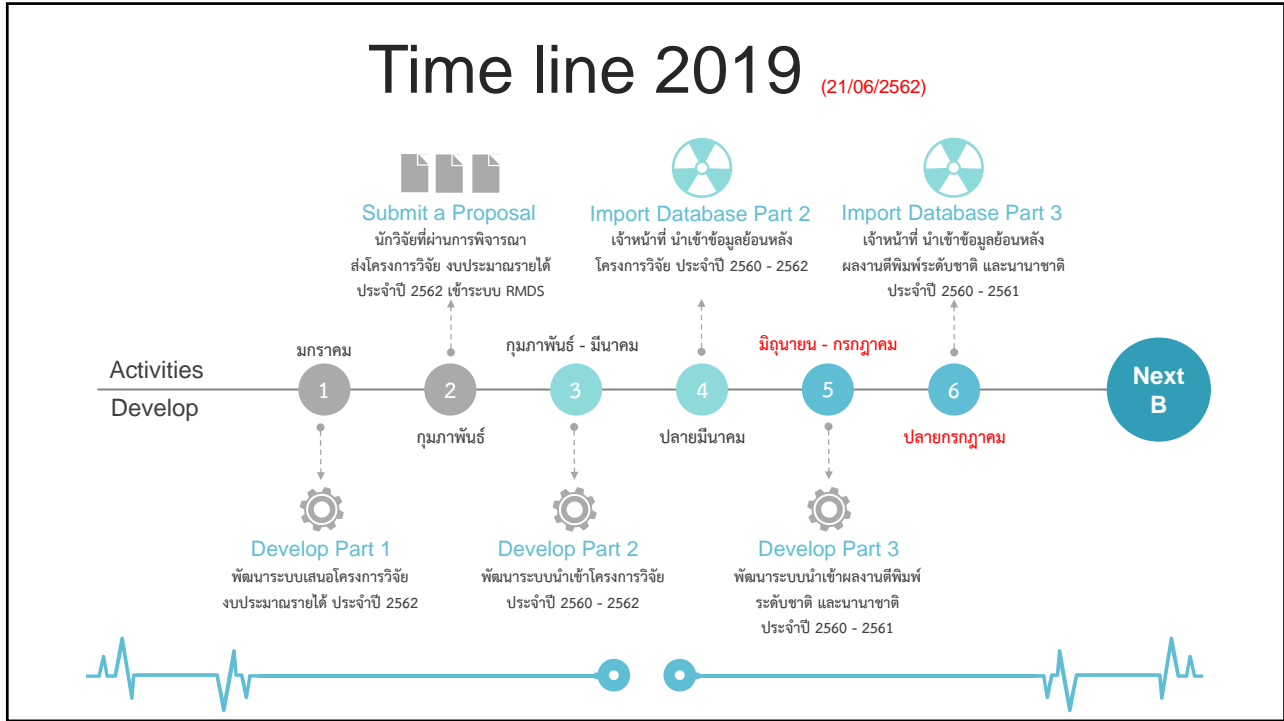 Time line 2019 (21/06/2562)
Submit a Proposal
นักวิจัยที่ผ่านการพิจารณา
ส่งโครงการวิจัย งบประมาณรายได้
ประจำปี 2562 เข้าระบบ RMDS
Import Database Part 2
เจ้าหน้าที่ นำเข้าข้อมูลย้อนหลัง
โครงการวิจัย ประจำปี 2560 - 2562
Import Database Part 3
เจ้าหน้าที่ นำเข้าข้อมูลย้อนหลัง
ผลงานตีพิมพ์ระดับชาติ และนานาชาติ
ประจำปี 2560 - 2561
มกราคม
กุมภาพันธ์ - มีนาคม
มิถุนายน - กรกฎาคม
Activities
Develop
1
2
3
4
5
6
Next
B
กุมภาพันธ์
ปลายมีนาคม
ปลายกรกฎาคม
Develop Part 1
พัฒนาระบบเสนอโครงการวิจัย
งบประมาณรายได้ ประจำปี 2562
Develop Part 2
พัฒนาระบบนำเข้าโครงการวิจัย
ประจำปี 2560 - 2562
Develop Part 3
พัฒนาระบบนำเข้าผลงานตีพิมพ์
ระดับชาติ และนานาชาติ
ประจำปี 2560 - 2561